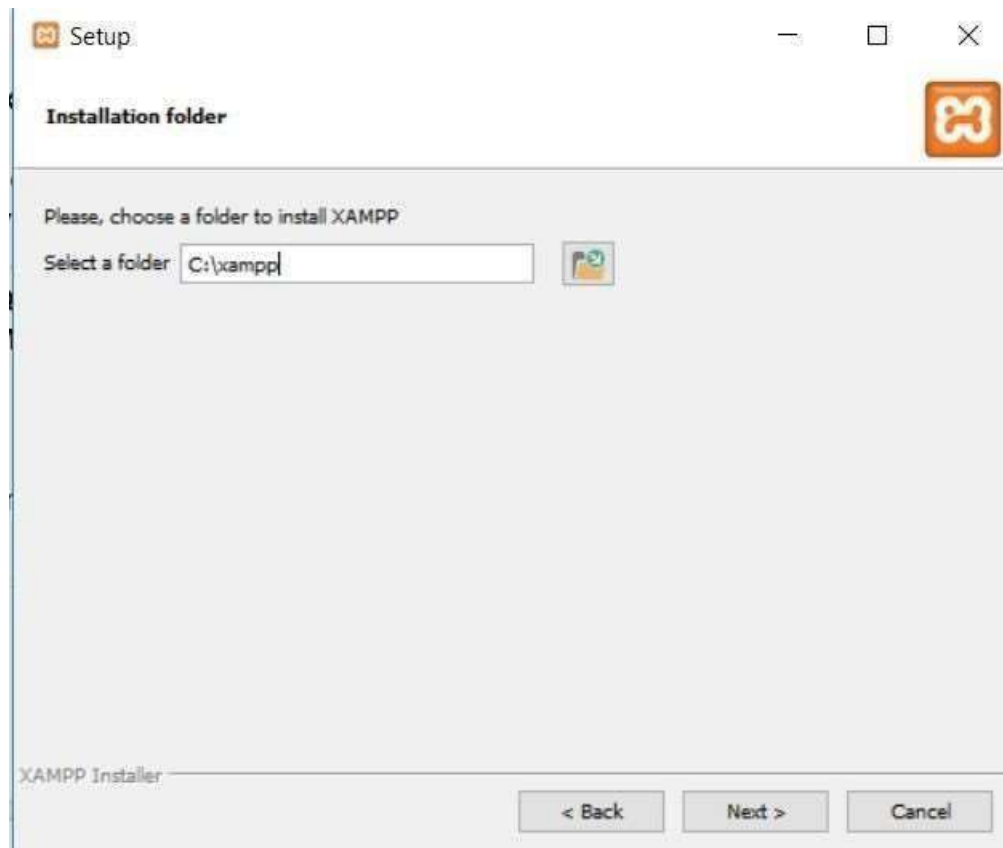 Setup
Installation folder
Please, choose a folder to install XAMPP
Select a folder C:\xampp
XAMPP Installer
< Back Next > Cancel